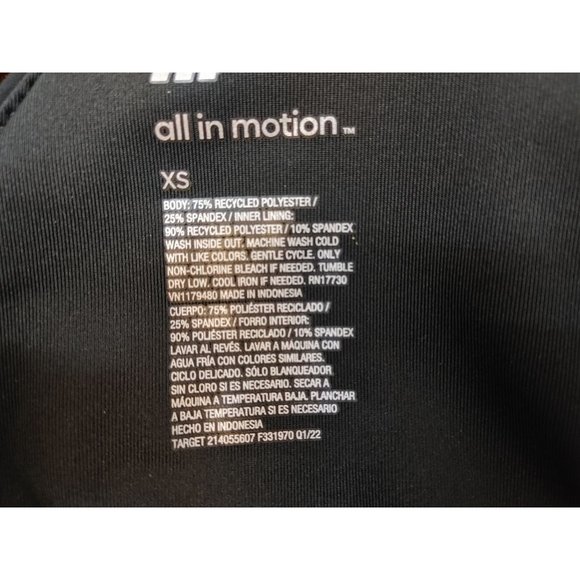 all in motion™
XS
BODY: 75% RECYCLED POLYESTER /
25% SPANDEX / INNER LINING:
90% RECYCLED POLYESTER / 10% SPANDEX
WASH INSIDE OUT. MACHINE WASH COLD
WITH LIKE COLORS. GENTLE CYCLE. ONLY
NON-CHLORINE BLEACH IF NEEDED. TUMBLE
DRY LOW. COOL IRON IF NEEDED. RN17730
VN1179480 MADE IN INDONESIA
CUERPO: 75% POLIÉSTER RECICLADO /
25% SPANDEX / FORRO INTERIOR:
90% POLIÉSTER RECICLADO / 10% SPANDEX
LAVAR AL REVÉS. LAVAR A MÁQUINA CON
AGUA FRÍA CON COLORES SIMILARES.
CICLO DELICADO. SÓLO BLANQUEADOR
SIN CLORO SI ES NECESARIO. SECAR A
MÁQUINA A TEMPERATURA BAJA. PLANCHAR
A BAJA TEMPERATURA SI ES NECESARIO
HECHO EN INDONESIA
TARGET 214055607 F331970 Q1/22